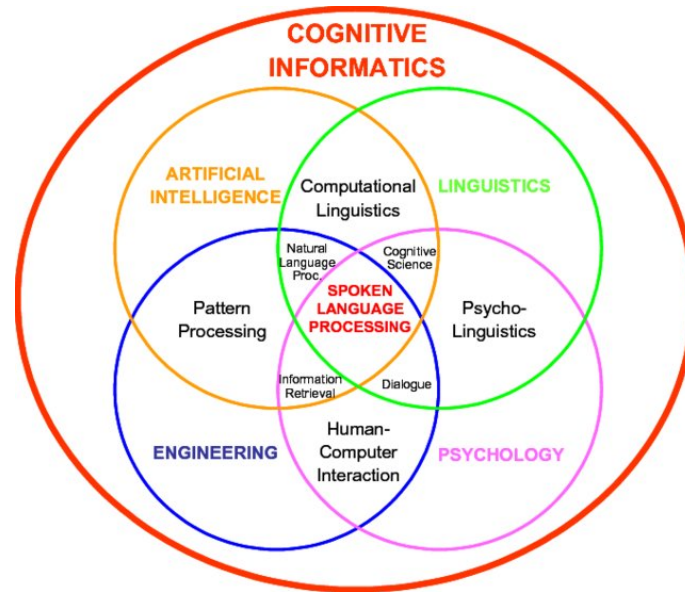 COGNITIVE
INFORMATICS
ARTIFICIAL
INTELLIGENCE
Computational
Linguistics
LINGUISTICS
Natural
Language
Proc.
Cognitive
Science
Pattern
Processing
SPOKEN
LANGUAGE
PROCESSING
Psycho-
Linguistics
Information
Retrieval
Dialogue
ENGINEERING
Human-
Computer
Interaction
PSYCHOLOGY